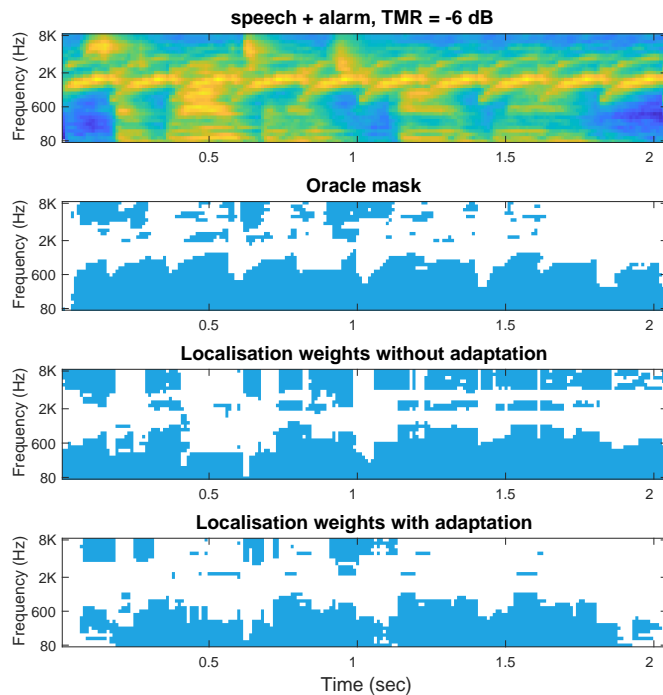 speech + alarm, TMR = -6 dB
Frequency (Hz)
8K
2K
600
80
0.5 1 1.5 2
Oracle mask
Frequency (Hz)
8K
2K
600
80
0.5 1 1.5 2
Localisation weights without adaptation
Frequency (Hz)
8K
2K
600
80
0.5 1 1.5 2
Localisation weights with adaptation
Frequency (Hz)
8K
2K
600
80
0.5 1 1.5 2
Time (sec)